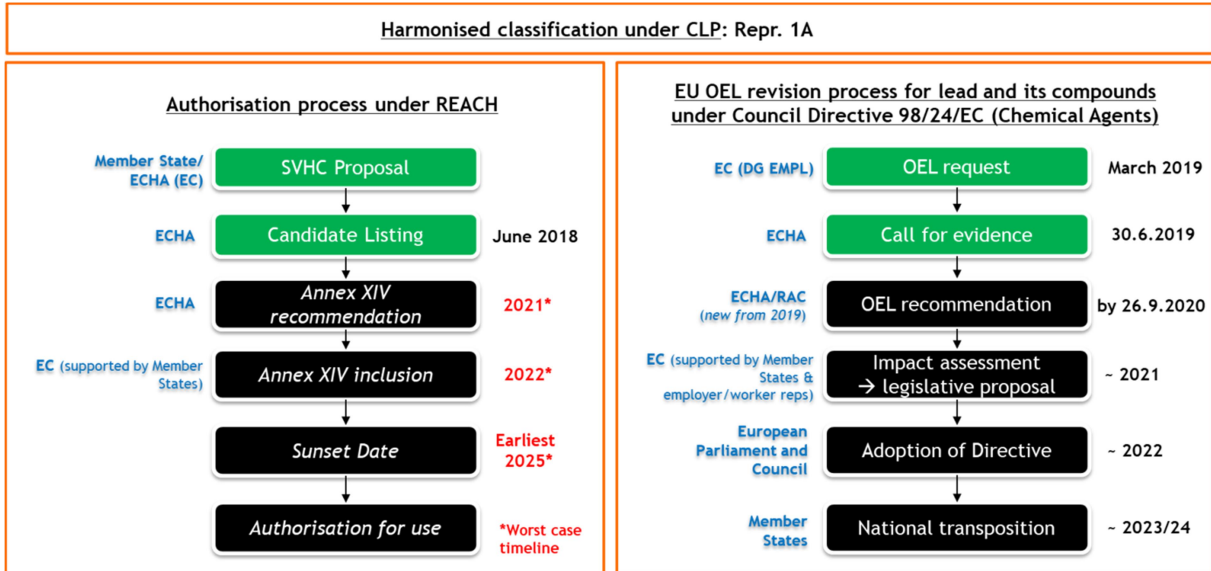 Harmonised classification under CLP: Repr. 1A
Authorisation process under REACH
Member State/
ECHA (EC)
SVHC Proposal
ECHA
Candidate Listing
June 2018
ECHA
Annex XIV
recommendation
2021*
EC (supported by Member
States)
Annex XIV inclusion
2022*
Sunset Date
Earliest
2025*
Authorisation for use
*Worst case
timeline
EU OEL revision process for lead and its compounds
under Council Directive 98/24/EC (Chemical Agents)
EC (DG EMPL)
OEL request
March 2019
ECHA
Call for evidence
30.6.2019
ECHA/RAC
(new from 2019)
OEL recommendation
by 26.9.2020
EC (supported by Member
States &
employer/worker reps)
Impact assessment
→ legislative proposal
~ 2021
European
Parliament and
Council
Adoption of Directive
~ 2022
Member
States
National transposition
~ 2023/24